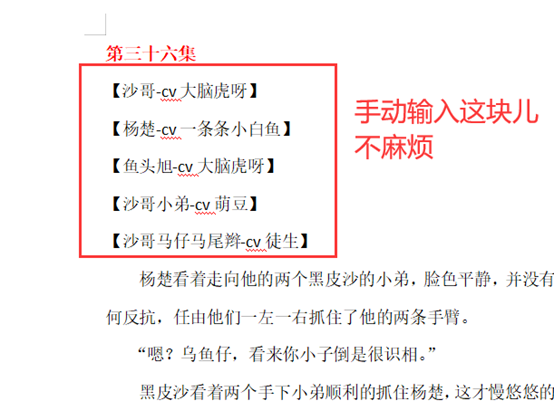 第三十六集
【沙哥-cv 大脑虎呀】
【杨楚-cv 一条条小白鱼】
【鱼头旭-cv 大脑虎呀】
【沙哥小弟-cv 萌豆】
【沙哥马仔马尾辫-cv 徒生】
手动输入这块儿
不麻烦
杨楚看着走向他的两个黑皮沙的小弟，脸色平静，并没有
何反抗，任由他们一左一右抓住了他的两条手臂。
“嗯？乌鱼仔，看来你小子倒是很识相。”
黑皮沙看着两个手下小弟顺利的抓住杨楚，这才慢悠悠的